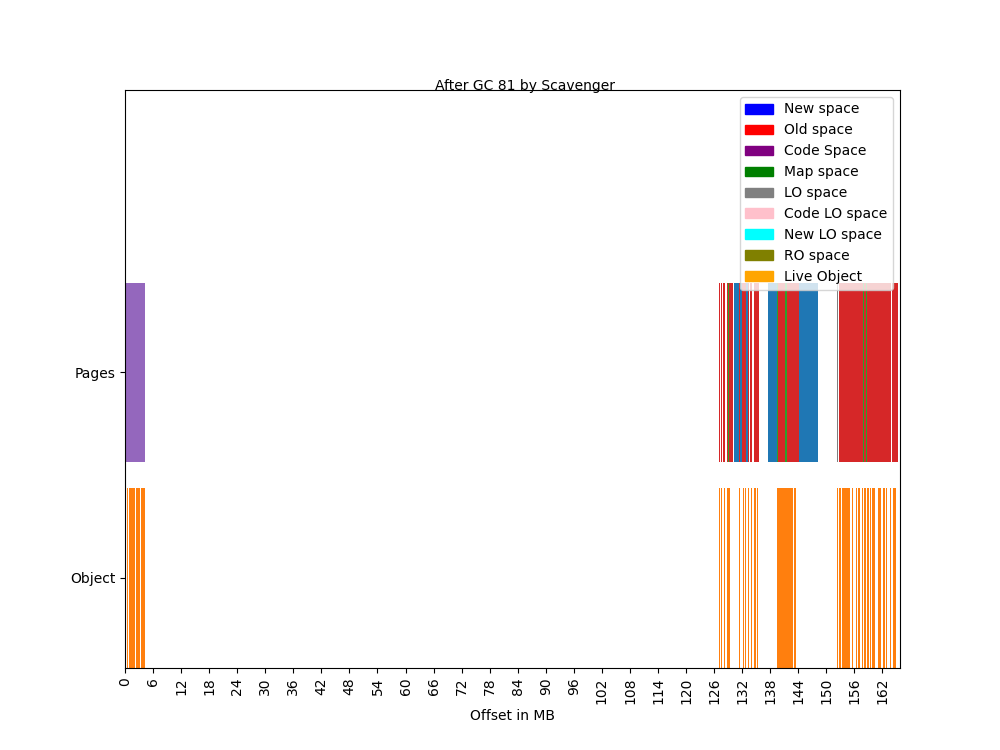 After GC 81 by Scavenger
New space
Old space
Code Space
Map space
LO space
Code LO space
New LO space
RO space
Live Object
Pages
Object
0 6 12 18 24 30 36 42 48 54 60 66 72 78 84 90 96 102 108 114 120 126 132 138 144 150 156 162
Offset in MB